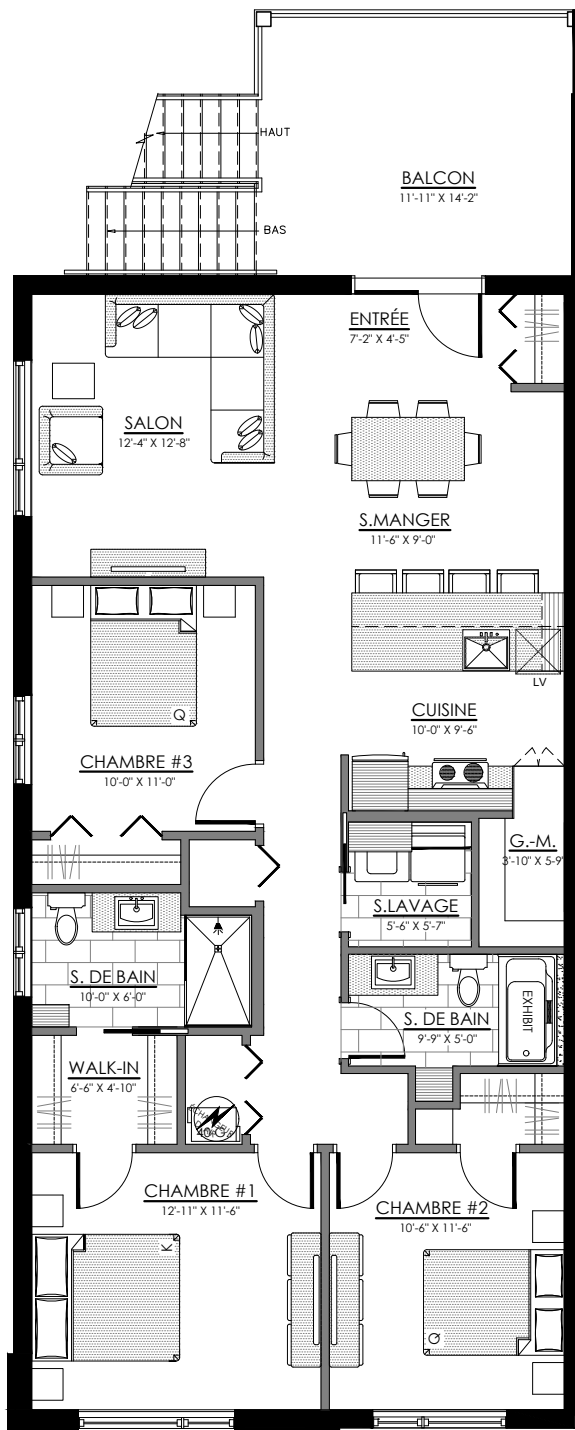 HAUT
BALCON
11'-11" X 14'-2"
BAS
ENTRÉE
7'-2" X 4'-5"
SALON
12'-4" X 12'-8"
S.MANGER
11'-6" X 9'-0"
LV
Q
CUISINE
10'-0" X 9'-6"
CHAMBRE #3
10'-0" X 11'-0"
G.-M.
3'-10" X 5'-9"
S.LAVAGE
5'-6" X 5'-7"
S. DE BAIN
10'-0" X 6'-0"
EXHIBIT
S. DE BAIN
9'-9" X 5'-0"
WALK-IN
6'-6" X 4'-10"
CHAMBRE #1
12'-11" X 11'-6"
CHAMBRE #2
10'-6" X 11'-6"
K
Q